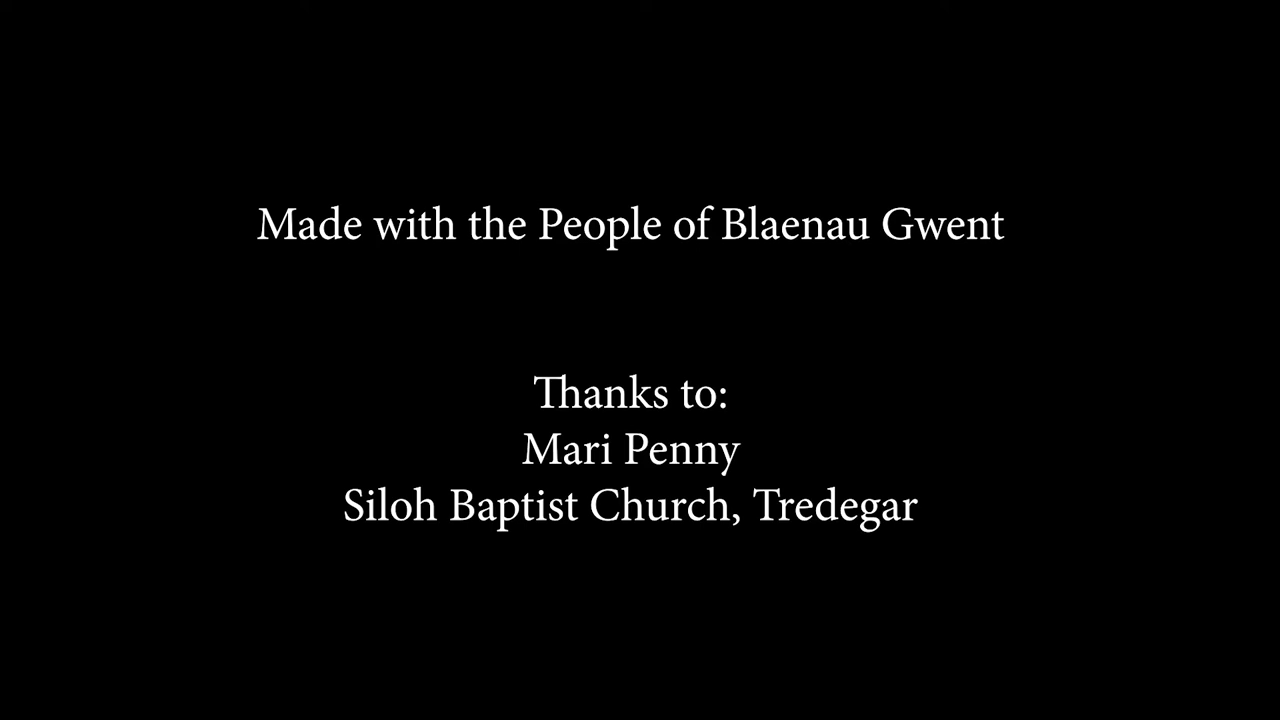 Made with the People of Blaenau Gwent
Thanks to:
Mari Penny
Siloh Baptist Church, Tredegar